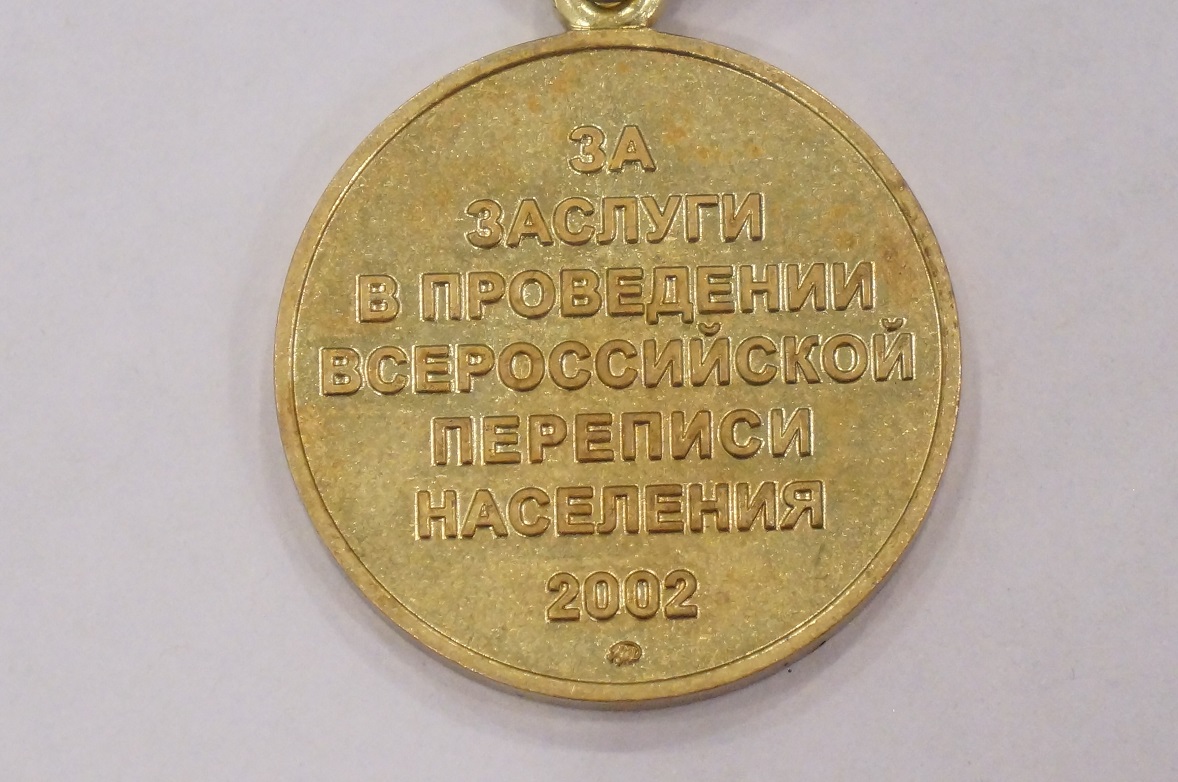 ЗА
ЗАСЛУГИ
В ПРОВЕДЕНИИ
ВСЕРОССИЙСКОЙ
ПЕРЕПИСИ
НАСЕЛЕНИЯ
2002